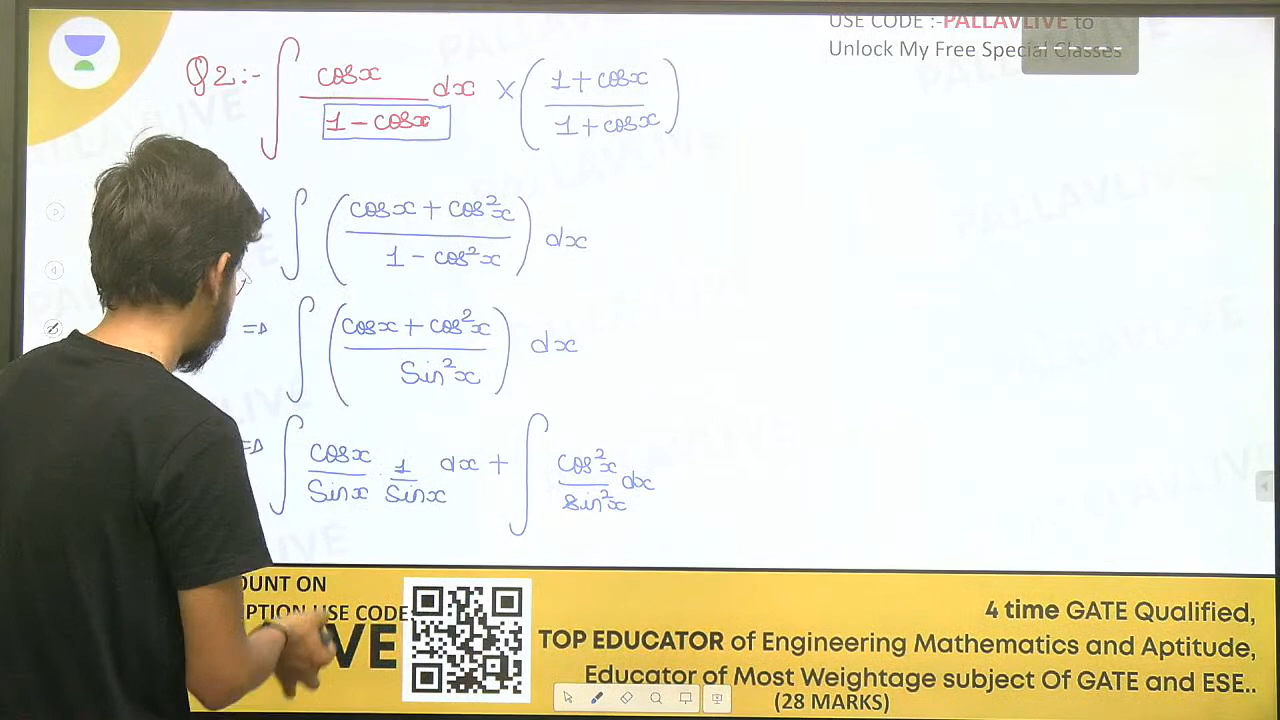 USE CODE :-PALLAVLIVE to
Unlock My Free Special Classes
Q2:- ∫ cosx / 1 - cosx dx × ( 1 + cosx / 1 + cosx )
⇒ ∫ ( cosx + cos²x / 1 - cos²x ) dx
⇒ ∫ ( cosx + cos²x / Sin²x ) dx
⇒ ∫ cosx / Sinx · 1 / sinx dx + ∫ cos²x / sin²x dx
OUNT ON
PTION USE CODE:
VE
4 time GATE Qualified,
TOP EDUCATOR of Engineering Mathematics and Aptitude,
Educator of Most Weightage subject Of GATE and ESE..
(28 MARKS)
PALLAVLIVE